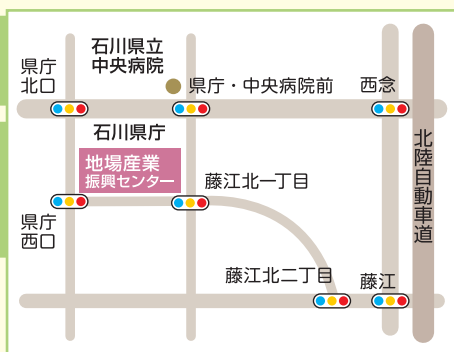 石川県立
中央病院
県庁
北口
県庁・中央病院前
西念
石川県庁
地場産業
振興センター
藤江北一丁目
県庁
西口
北陸自動車道
藤江北二丁目
藤江